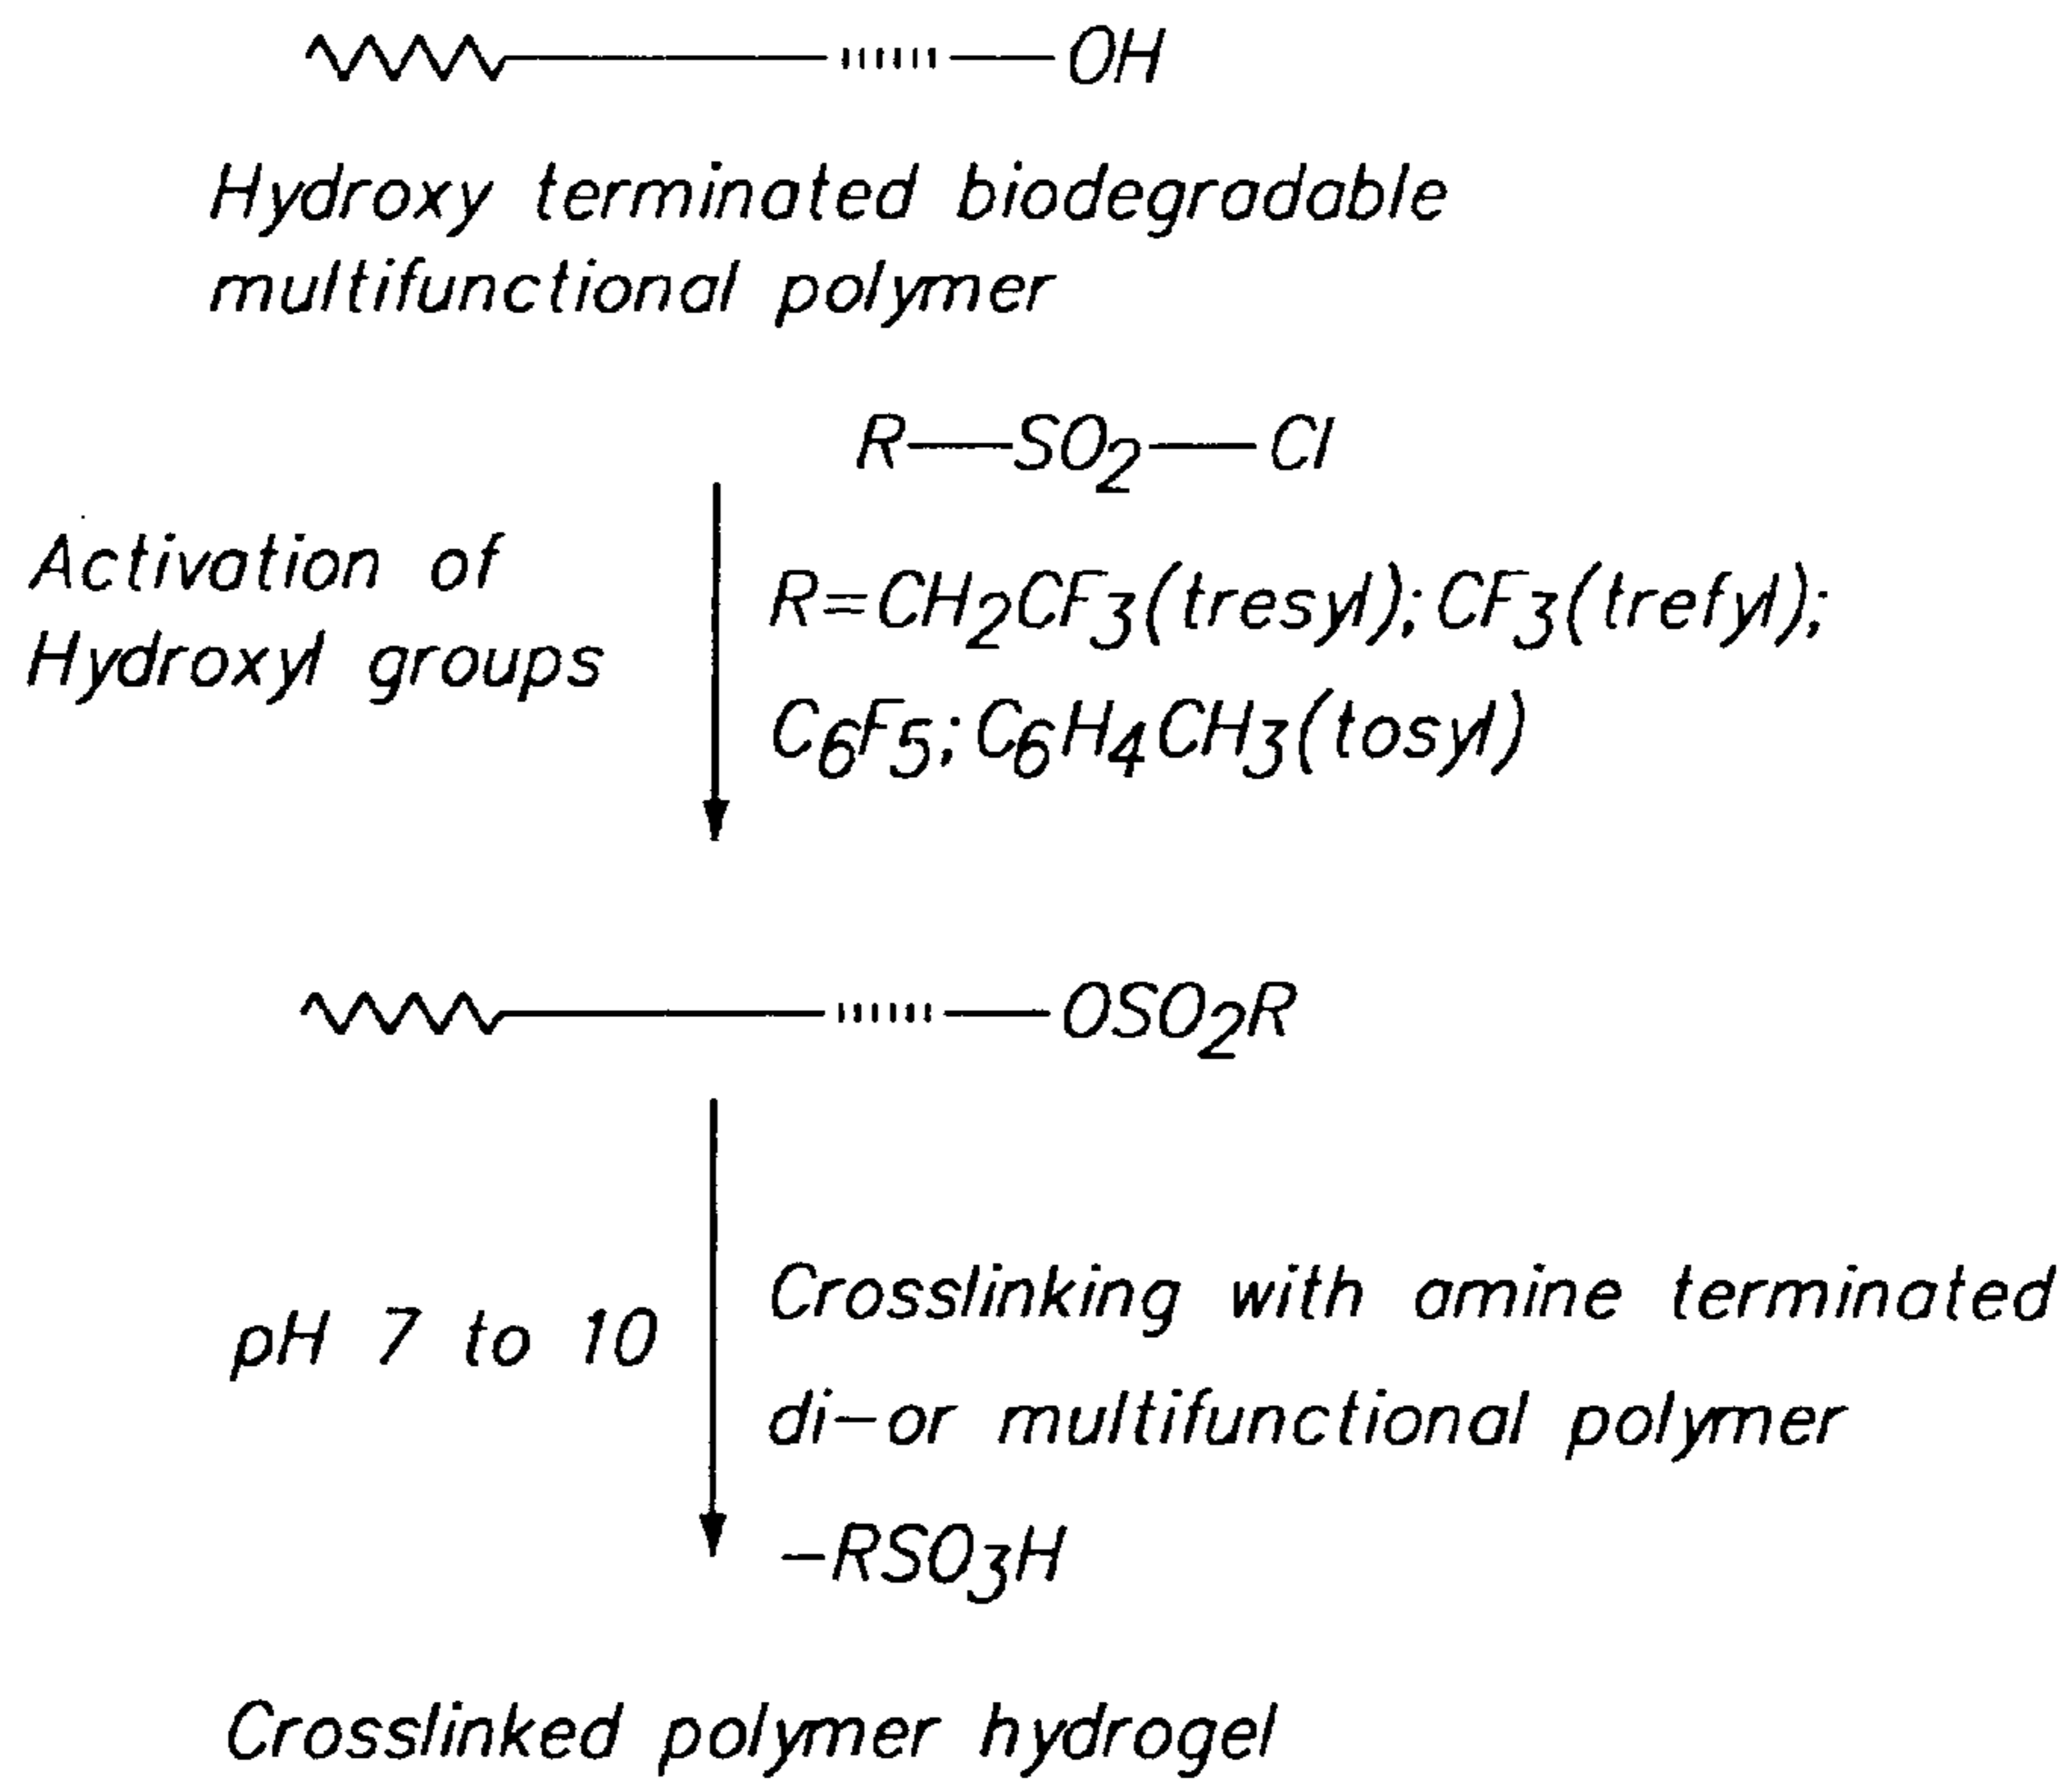 OH
Hydroxy terminated biodegradable
multifunctional polymer
R—SO2—Cl
Activation of
Hydroxyl groups
R=CH2CF3(tresyl); CF3(trefyl);
C6F5; C6H4CH3(tosyl)
OSO2R
pH 7 to 10
Crosslinking with amine terminated
di-or multifunctional polymer
-RSO3H
Crosslinked polymer hydrogel